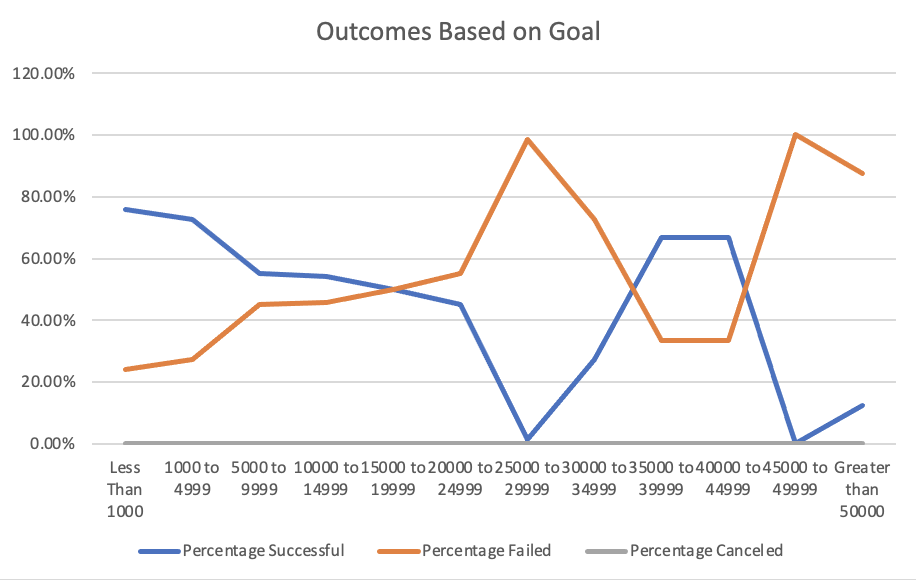 Outcomes Based on Goal
120.00%
100.00%
80.00%
60.00%
40.00%
20.00%
0.00%
Less Than 1000
1000 to 4999
5000 to 9999
10000 to 14999
15000 to 19999
20000 to 24999
25000 to 29999
30000 to 34999
35000 to 39999
40000 to 44999
45000 to 49999
Greater than 50000
Percentage Successful
Percentage Failed
Percentage Canceled